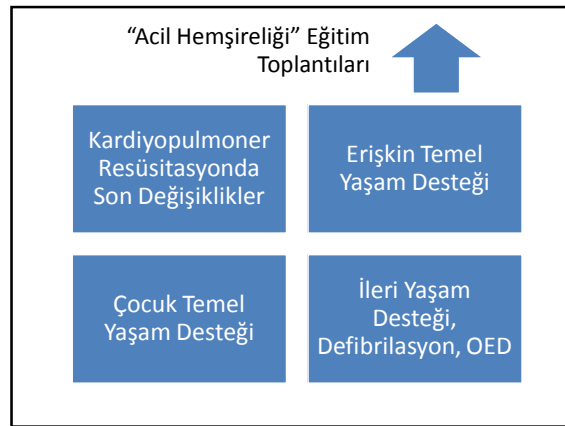 “Acil Hemşireliği” Eğitim
Toplantıları
Kardiyopulmoner
Resüsitasyonda
Son Değişiklikler
Erişkin Temel
Yaşam Desteği
Çocuk Temel
Yaşam Desteği
İleri Yaşam
Desteği,
Defibrilasyon, OED